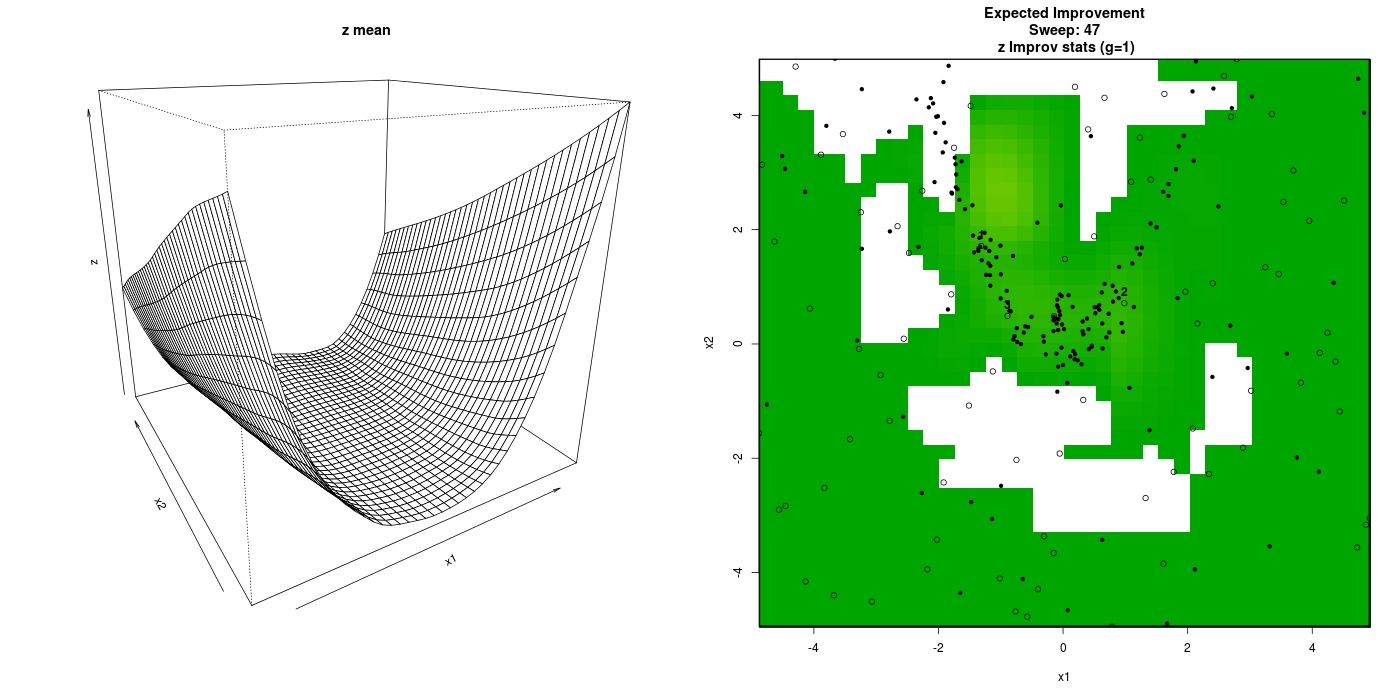 z mean
z
x2
x1
Expected Improvement
Sweep: 47
z Improv stats (g=1)
x2
4
2
0
-2
-4
2
-4
-2
0
2
4
x1